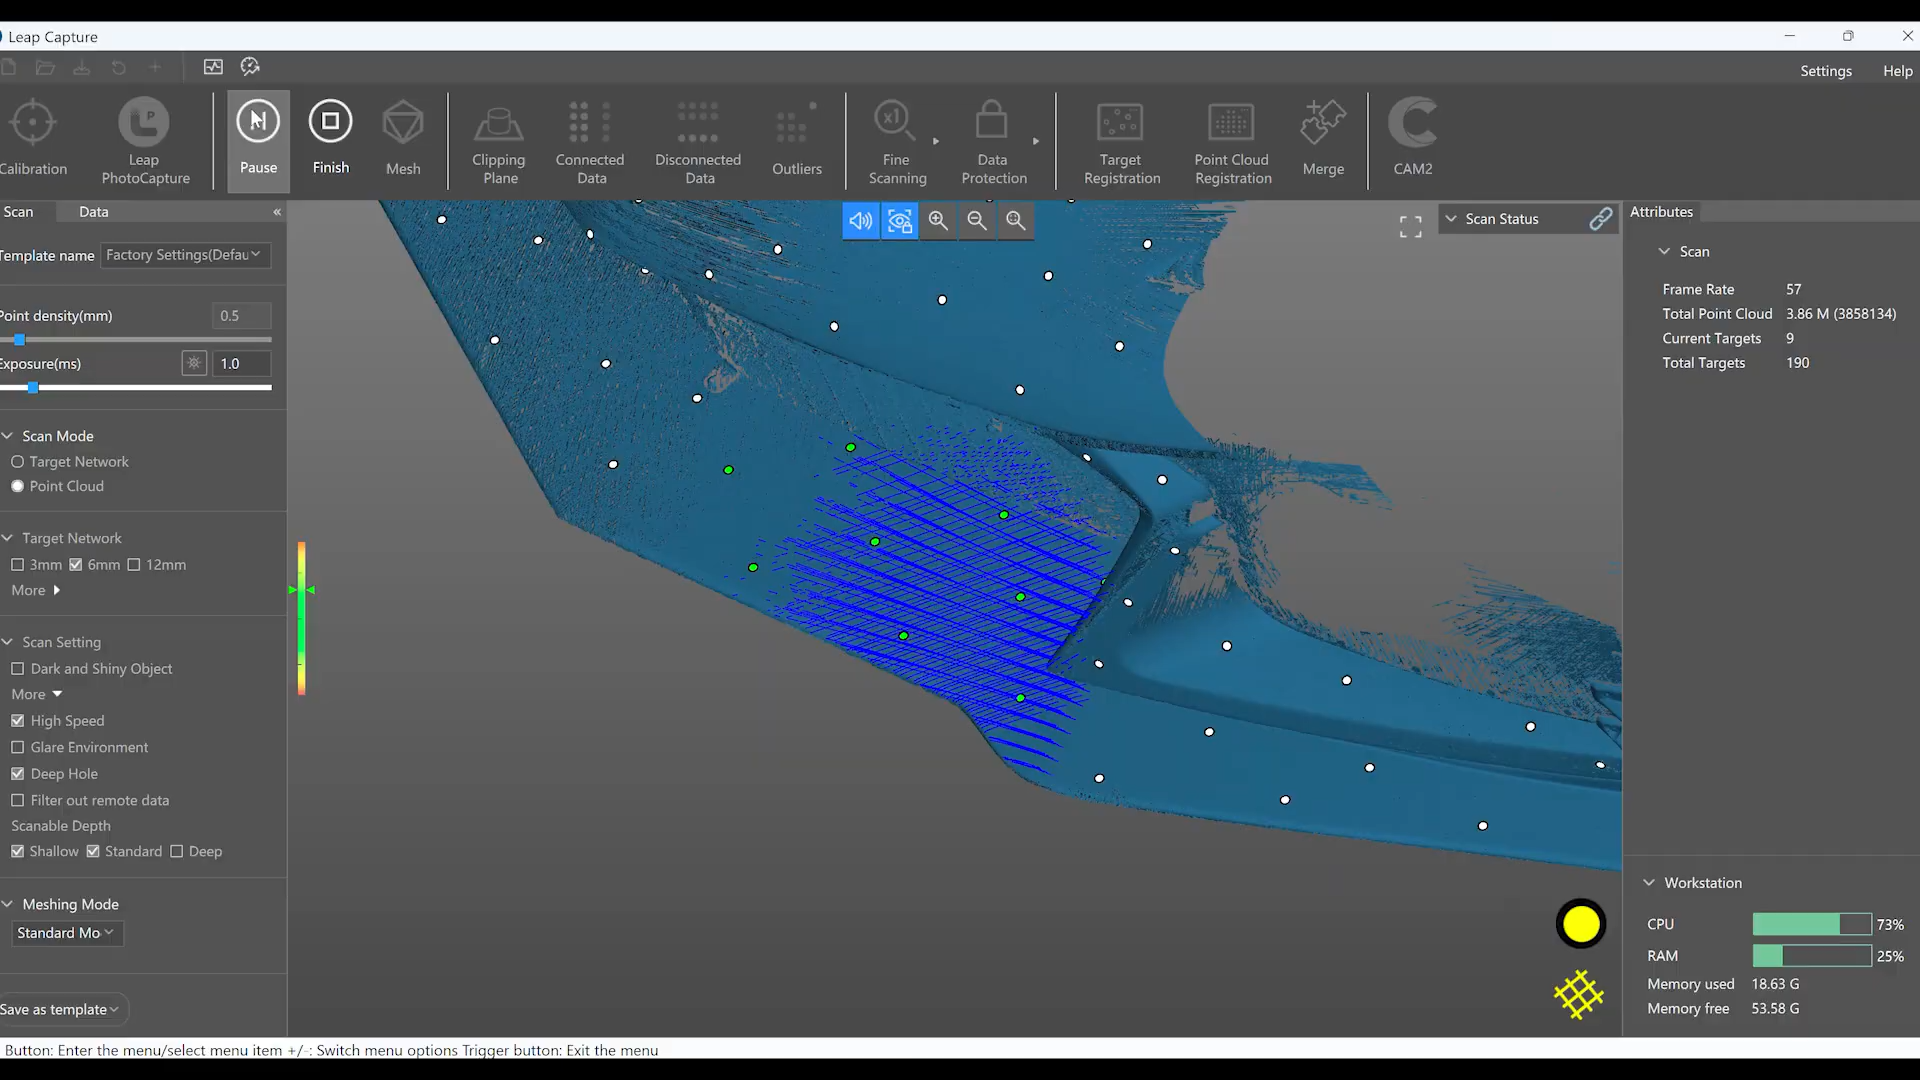 Leap Capture
Settings Help
Calibration
Leap PhotoCapture
Pause
Finish
Mesh
Clipping Plane
Connected Data
Disconnected Data
Outliers
x1
Fine Scanning
Data Protection
Target Registration
Point Cloud Registration
Merge
CAM2
Scan Data «
Template name Factory Settings(Defau
Point density(mm) 0.5
Exposure(ms) 1.0
Scan Mode
Target Network
Point Cloud
Target Network
3mm 6mm 12mm
More
Scan Setting
Dark and Shiny Object
More
High Speed
Glare Environment
Deep Hole
Filter out remote data
Scanable Depth
Shallow Standard Deep
Meshing Mode
Standard Mo
Save as template
Scan Status
Attributes
Scan
Frame Rate 57
Total Point Cloud 3.86 M (3858134)
Current Targets 9
Total Targets 190
Workstation
CPU 73%
RAM 25%
Memory used 18.63 G
Memory free 53.58 G
Button: Enter the menu/select menu item +/-: Switch menu options Trigger button: Exit the menu